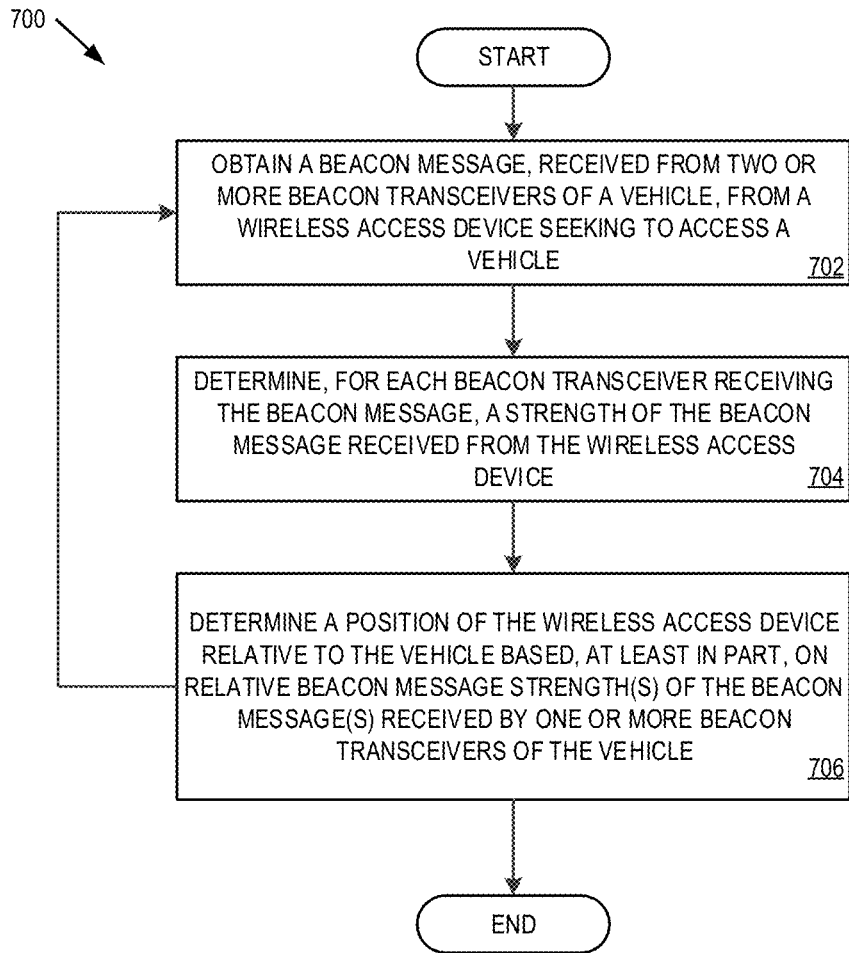 700
START
OBTAIN A BEACON MESSAGE, RECEIVED FROM TWO OR
MORE BEACON TRANSCEIVERS OF A VEHICLE, FROM A
WIRELESS ACCESS DEVICE SEEKING TO ACCESS A
VEHICLE
702
DETERMINE, FOR EACH BEACON TRANSCEIVER RECEIVING
THE BEACON MESSAGE, A STRENGTH OF THE BEACON
MESSAGE RECEIVED FROM THE WIRELESS ACCESS
DEVICE
704
DETERMINE A POSITION OF THE WIRELESS ACCESS DEVICE
RELATIVE TO THE VEHICLE BASED, AT LEAST IN PART, ON
RELATIVE BEACON MESSAGE STRENGTH(S) OF THE BEACON
MESSAGE(S) RECEIVED BY ONE OR MORE BEACON
TRANSCEIVERS OF THE VEHICLE
706
END